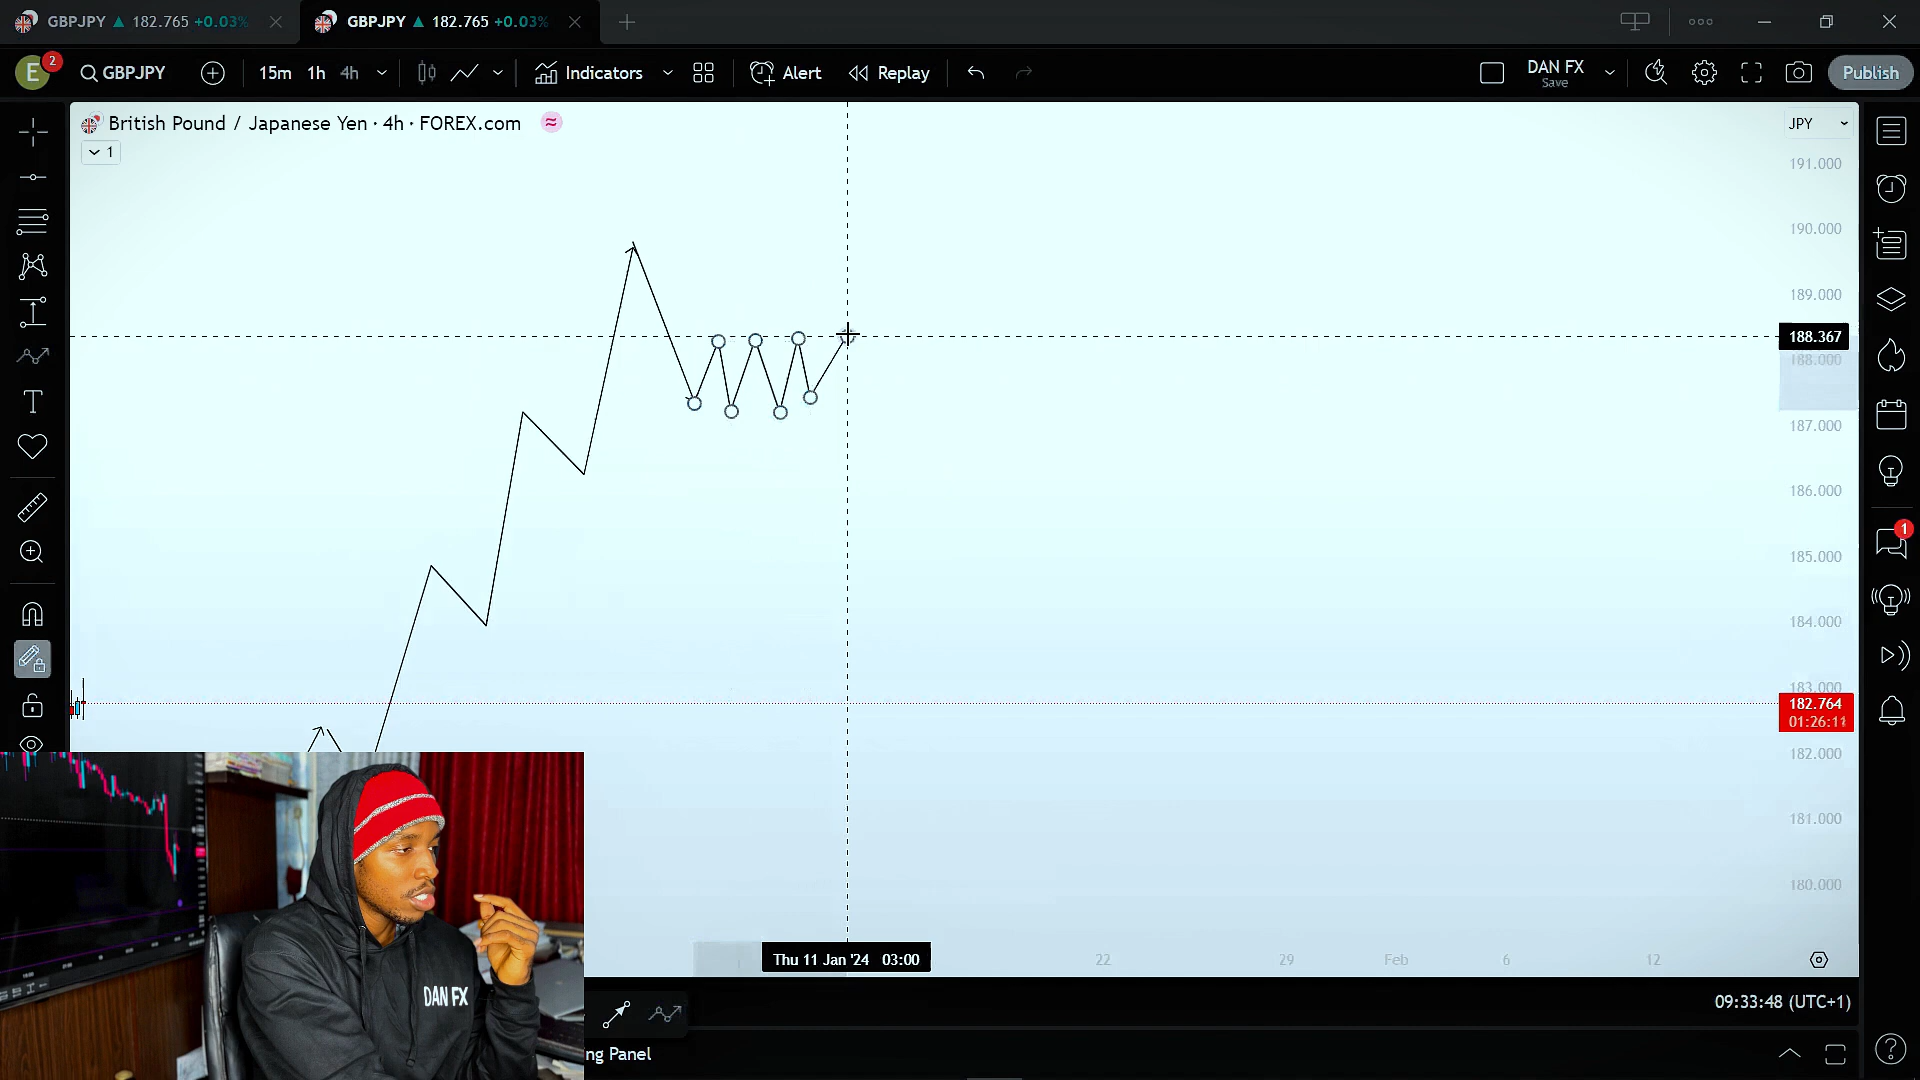 GBPJPY 182.765 +0.03%
GBPJPY 182.765 +0.03%
E
2
GBPJPY
15m
1h
4h
Indicators
Alert
Replay
DAN FX
Save
Publish
British Pound / Japanese Yen · 4h · FOREX.com
1
JPY
191.000
190.000
189.000
188.367
188.000
187.000
186.000
185.000
184.000
183.000
182.764
01:26:11
182.000
181.000
180.000
1
Thu 11 Jan '24 03:00
22
29
Feb
6
12
09:33:48 (UTC+1)
ng Panel
DAN FX